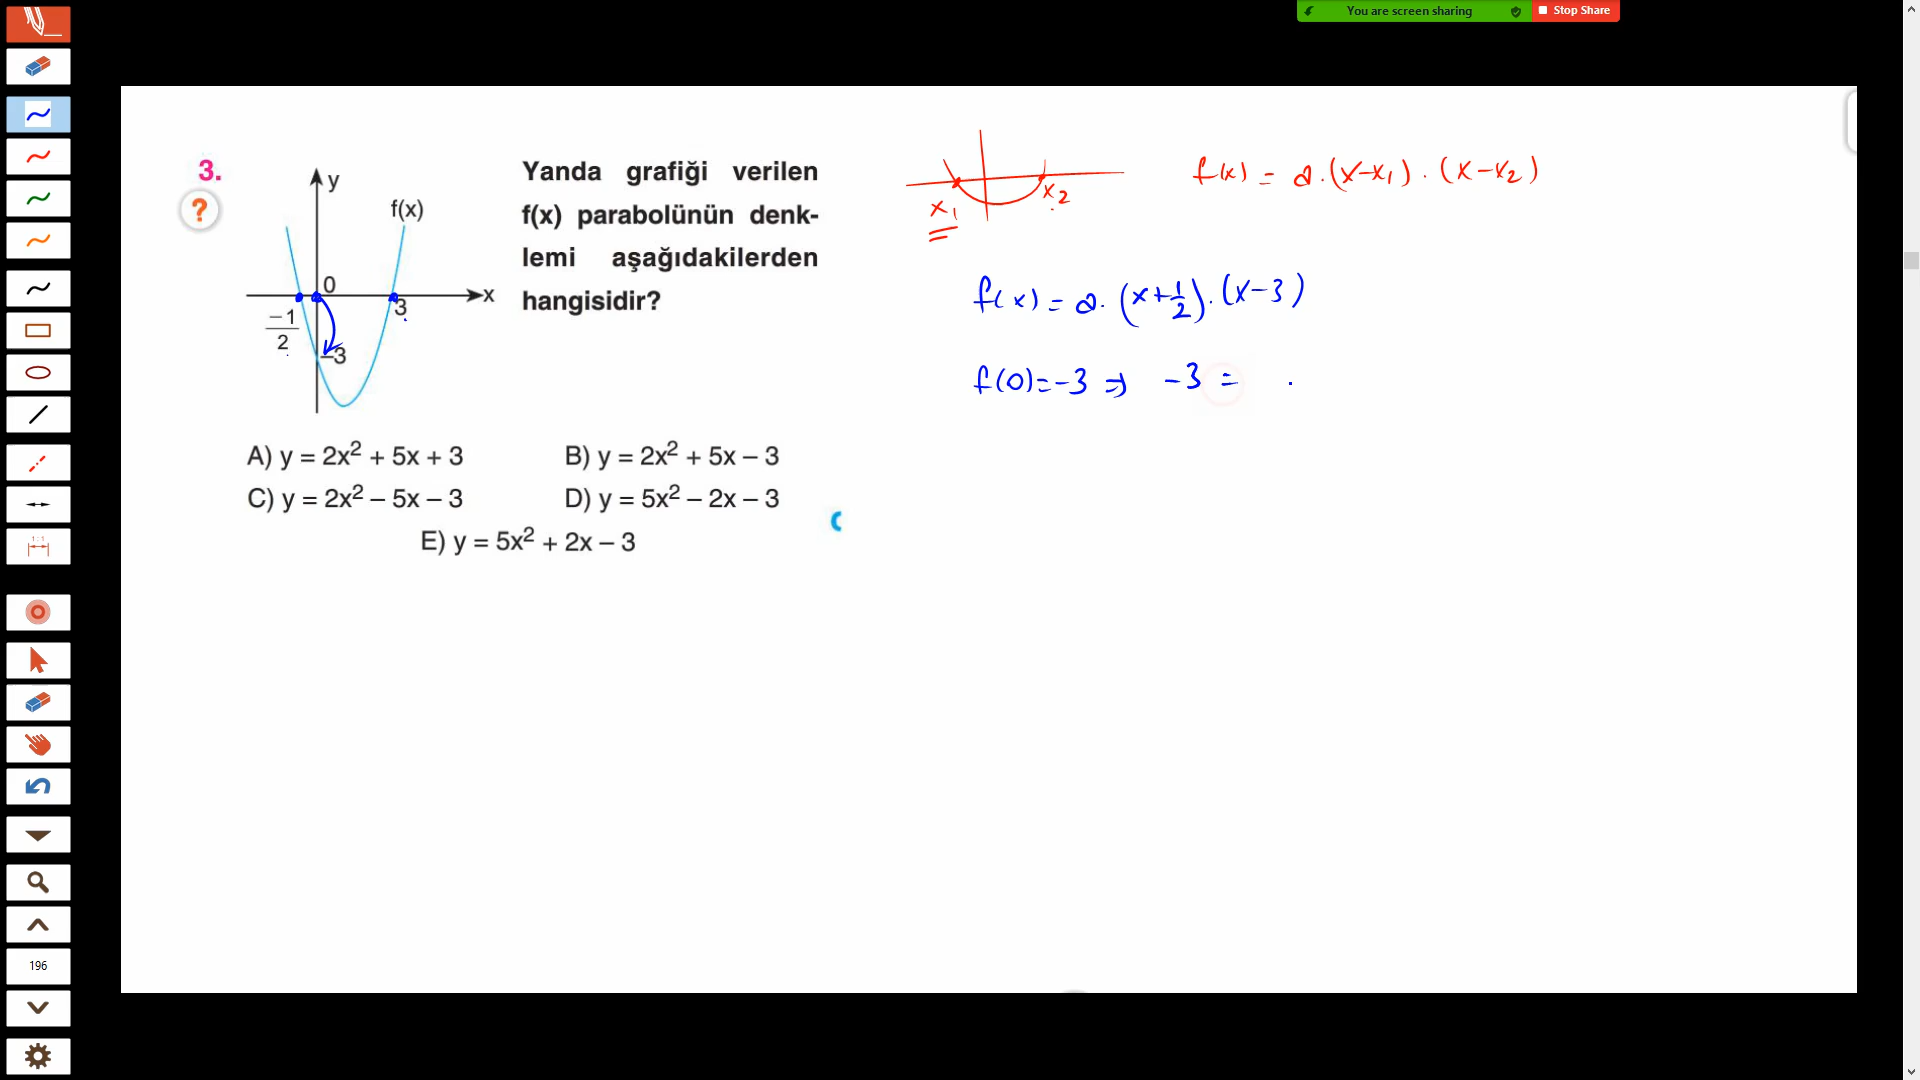 You are screen sharing
Stop Share
3.
?
y
f(x)
0
x
3
-1
2
-3
Yanda grafiği verilen
f(x) parabolünün denk-
lemi aşağıdakilerden
hangisidir?
A) y = 2x² + 5x + 3
B) y = 2x² + 5x – 3
C) y = 2x² – 5x – 3
D) y = 5x² – 2x – 3
E) y = 5x² + 2x – 3
x₁
x₂
f(x) = a.(x-x₁).(x-x₂)
f(x) = a.(x+1/2).(x-3)
f(0)=-3 ⇒ -3 = .
1:1
196